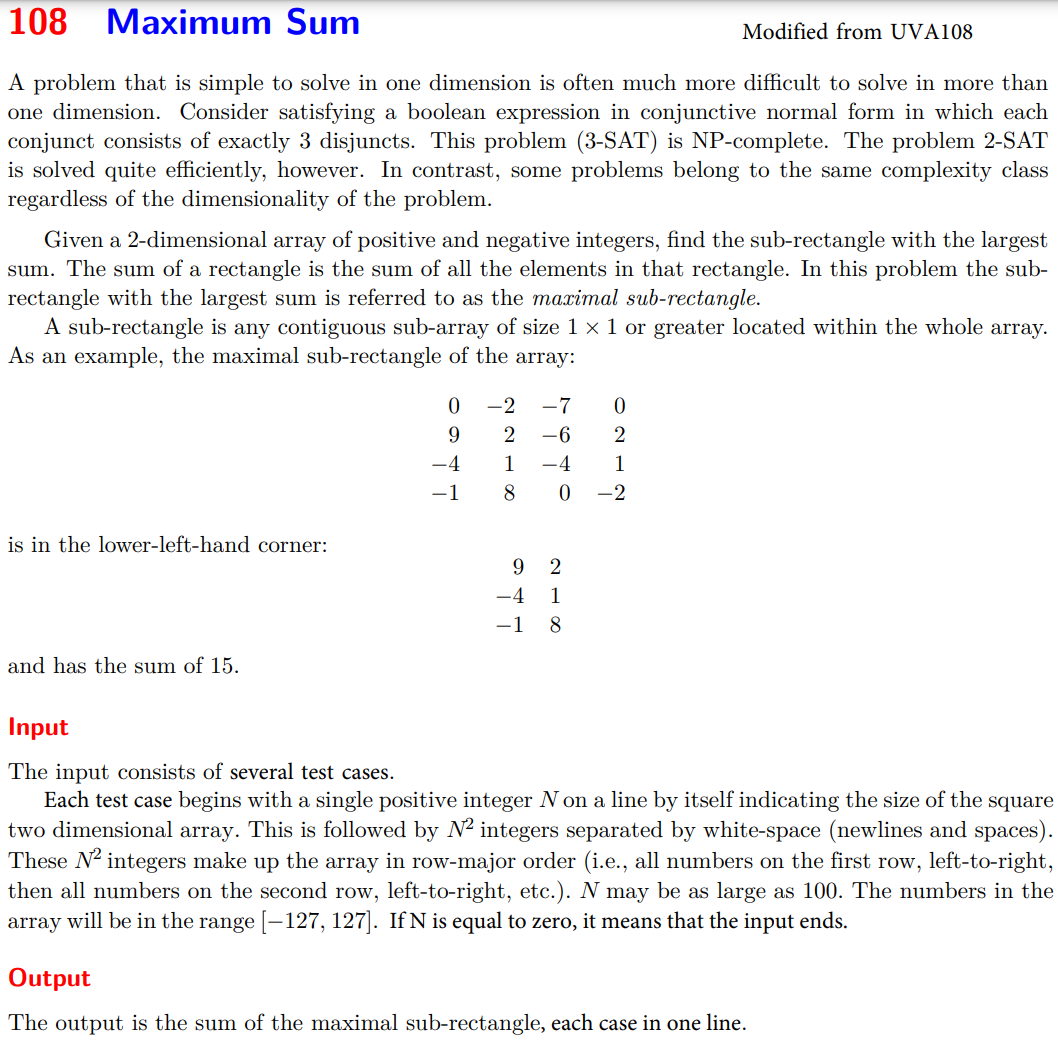 108 Maximum Sum
Modified from UVA108
A problem that is simple to solve in one dimension is often much more difficult to solve in more than
one dimension. Consider satisfying a boolean expression in conjunctive normal form in which each
conjunct consists of exactly 3 disjuncts. This problem (3-SAT) is NP-complete. The problem 2-SAT
is solved quite efficiently, however. In contrast, some problems belong to the same complexity class
regardless of the dimensionality of the problem.
Given a 2-dimensional array of positive and negative integers, find the sub-rectangle with the largest
sum. The sum of a rectangle is the sum of all the elements in that rectangle. In this problem the sub-
rectangle with the largest sum is referred to as the maximal sub-rectangle.
A sub-rectangle is any contiguous sub-array of size 1 × 1 or greater located within the whole array.
As an example, the maximal sub-rectangle of the array:
0 −2 −7 0
9 2 −6 2
−4 1 −4 1
−1 8 0 −2
is in the lower-left-hand corner:
9 2
−4 1
−1 8
and has the sum of 15.
Input
The input consists of several test cases.
Each test case begins with a single positive integer N on a line by itself indicating the size of the square
two dimensional array. This is followed by N² integers separated by white-space (newlines and spaces).
These N² integers make up the array in row-major order (i.e., all numbers on the first row, left-to-right,
then all numbers on the second row, left-to-right, etc.). N may be as large as 100. The numbers in the
array will be in the range [−127, 127]. If N is equal to zero, it means that the input ends.
Output
The output is the sum of the maximal sub-rectangle, each case in one line.